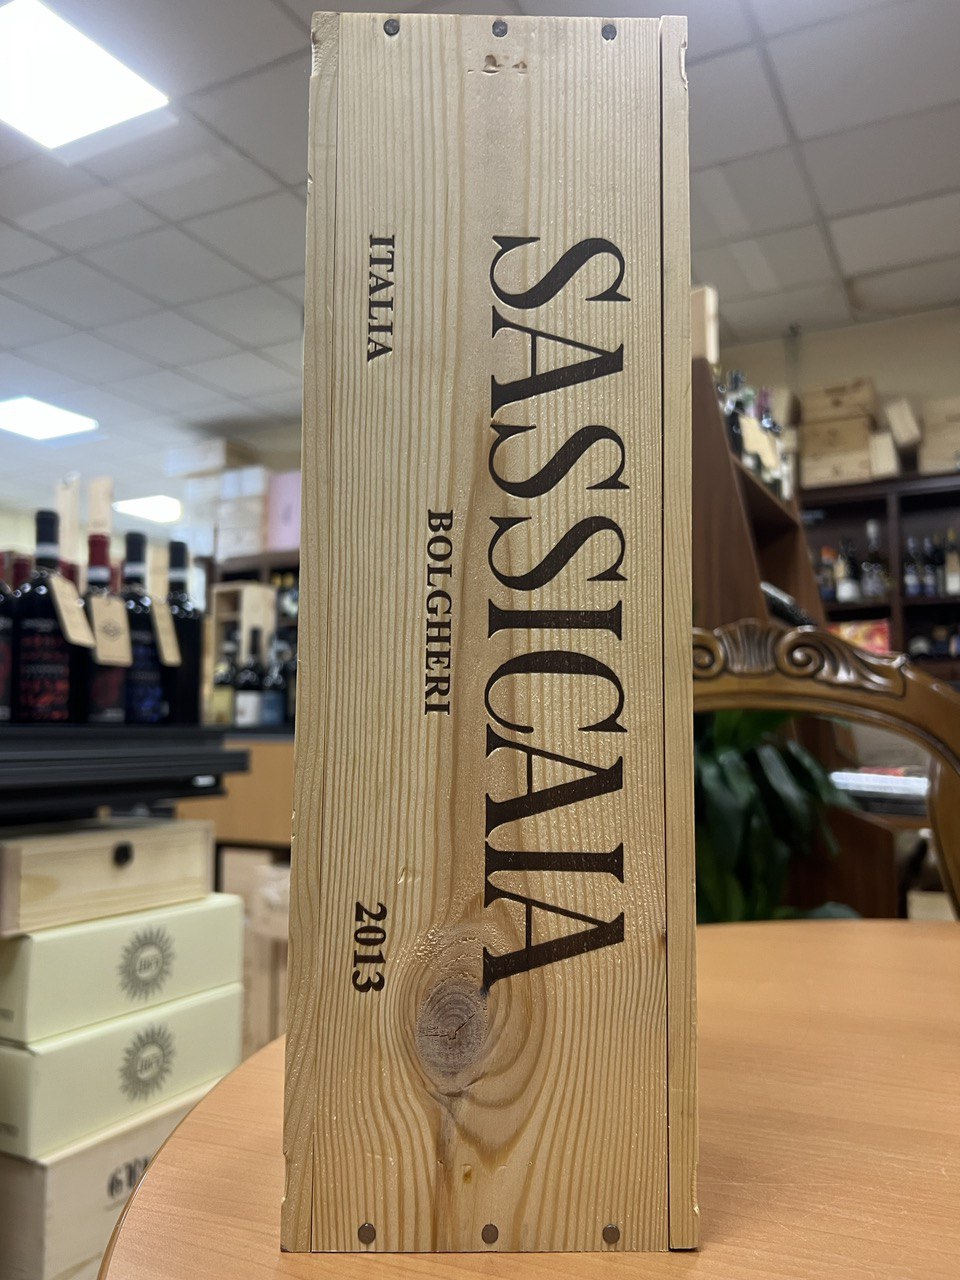 SASSICAIA
BOLGHERI
ITALIA
2013